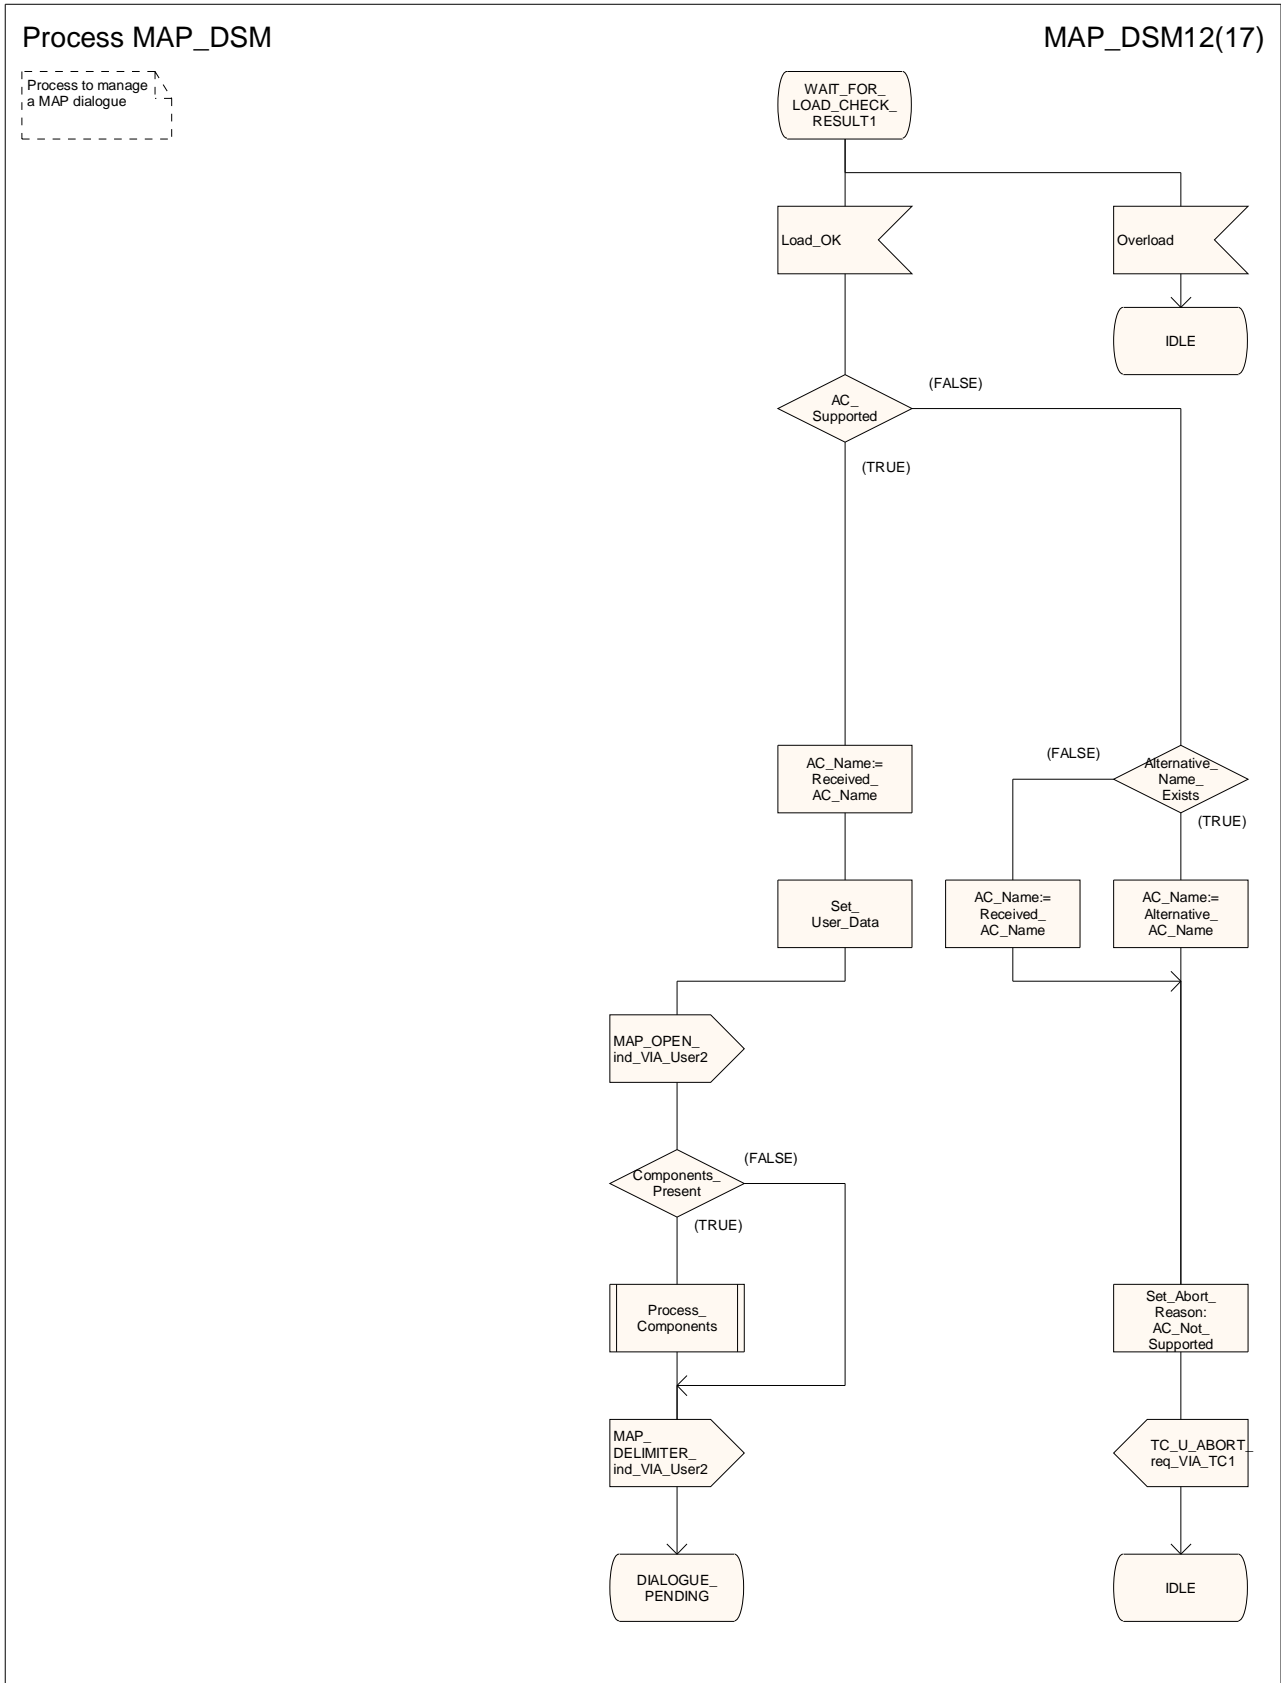 Process MAP_DSM
MAP_DSM12(17)
Process to manage
a MAP dialogue
WAIT_FOR_
LOAD_CHECK_
RESULT1
Load_OK
Overload
IDLE
AC_
Supported
(FALSE)
(TRUE)
AC_Name:=
Received_
AC_Name
(FALSE)
Alternative_
Name_
Exists
(TRUE)
Set_
User_Data
AC_Name:=
Received_
AC_Name
AC_Name:=
Alternative_
AC_Name
MAP_OPEN_
ind_VIA_User2
Components_
Present
(FALSE)
(TRUE)
Process_
Components
Set_Abort_
Reason:
AC_Not_
Supported
MAP_
DELIMITER_
ind_VIA_User2
TC_U_ABORT_
req_VIA_TC1
DIALOGUE_
PENDING
IDLE